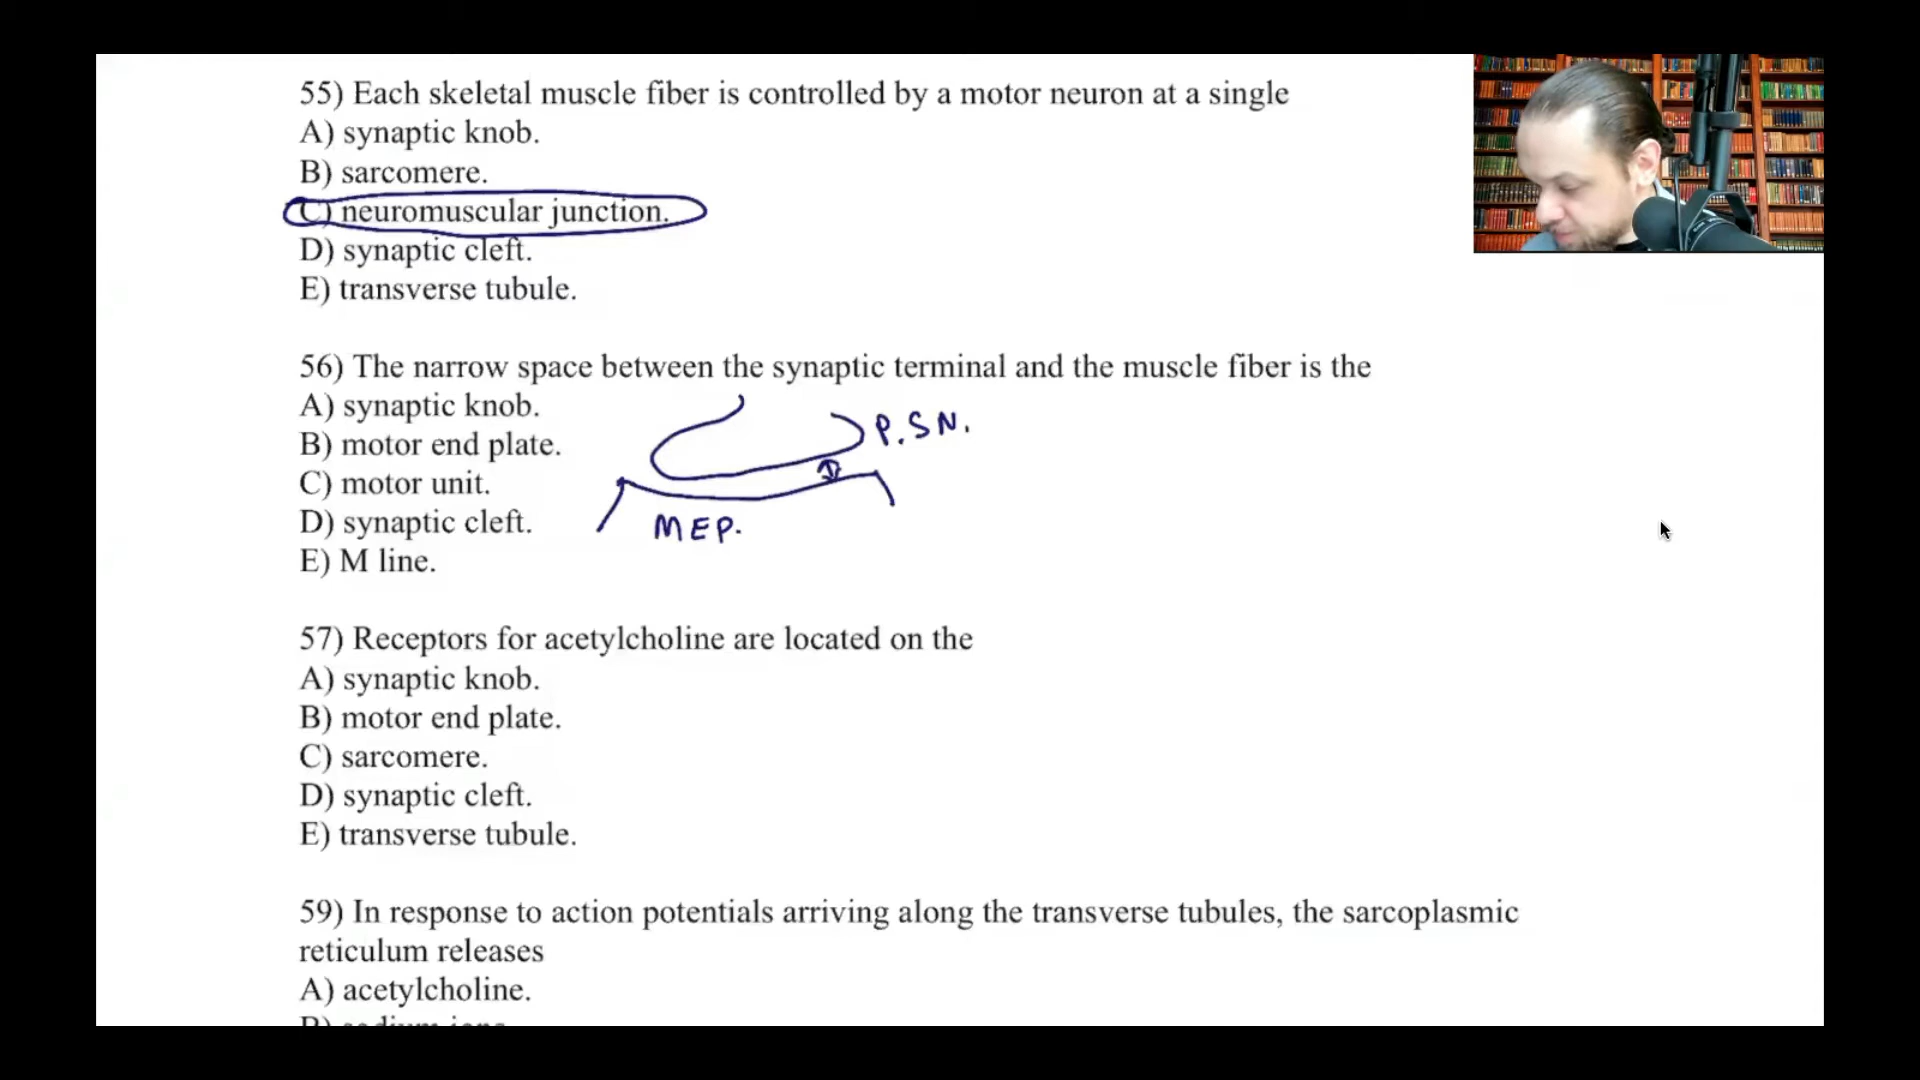 55) Each skeletal muscle fiber is controlled by a motor neuron at a single
A) synaptic knob.
B) sarcomere.
C) neuromuscular junction.
D) synaptic cleft.
E) transverse tubule.
56) The narrow space between the synaptic terminal and the muscle fiber is the
A) synaptic knob.
B) motor end plate.
P.S.N.
C) motor unit.
D) synaptic cleft.
MEP.
E) M line.
57) Receptors for acetylcholine are located on the
A) synaptic knob.
B) motor end plate.
C) sarcomere.
D) synaptic cleft.
E) transverse tubule.
59) In response to action potentials arriving along the transverse tubules, the sarcoplasmic
reticulum releases
A) acetylcholine.
B) sodium ions.